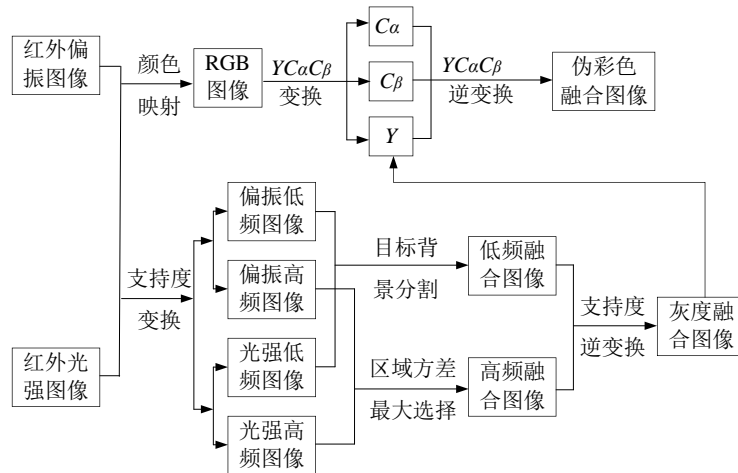 红外偏
振图像
颜色
映射
RGB
图像
YCαCβ
变换
Cα
Cβ
Y
YCαCβ
逆变换
伪彩色
融合图像
红外光
强图像
支持度
变换
偏振低
频图像
偏振高
频图像
光强低
频图像
光强高
频图像
目标背
景分割
区域方差
最大选择
低频融
合图像
高频融
合图像
支持度
逆变换
灰度融
合图像